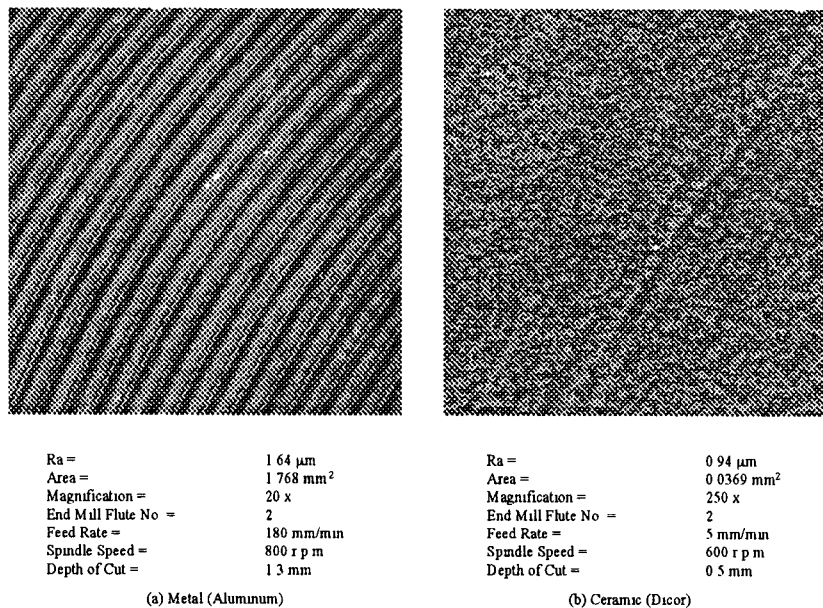 Ra = 1 64 µm
Area = 1 768 mm²
Magnification = 20 x
End Mill Flute No = 2
Feed Rate = 180 mm/min
Spindle Speed = 800 r p m
Depth of Cut = 1 3 mm
(a) Metal (Aluminum)
Ra = 0 94 µm
Area = 0 0369 mm²
Magnification = 250 x
End Mill Flute No = 2
Feed Rate = 5 mm/min
Spindle Speed = 600 r p m
Depth of Cut = 0 5 mm
(b) Ceramic (Dicor)